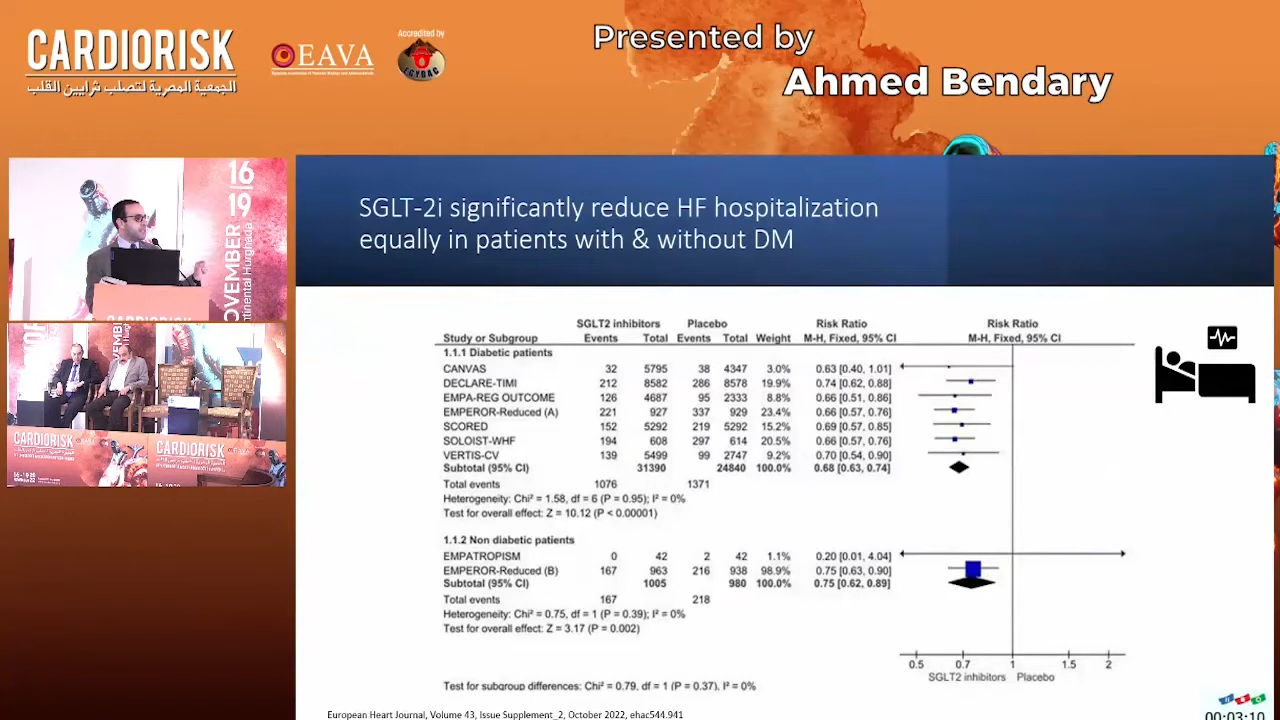 CARDIORISK
الجمعية المصرية لتصلب شرايين القلب
EAVA
Accredited by
EGYBAC
Presented by
Ahmed Bendary
16
19
NOVEMBER
SGLT-2i significantly reduce HF hospitalization
equally in patients with & without DM
SGLT2 inhibitors Placebo Risk Ratio Risk Ratio
Study or Subgroup Events Total Events Total Weight M-H, Fixed, 95% CI M-H, Fixed, 95% CI
1.1.1 Diabetic patients
CANVAS 32 5795 38 4347 3.0% 0.63 [0.40, 1.01]
DECLARE-TIMI 212 8582 286 8578 19.9% 0.74 [0.62, 0.88]
EMPA-REG OUTCOME 126 4687 95 2333 8.8% 0.66 [0.51, 0.86]
EMPEROR-Reduced (A) 221 927 337 929 23.4% 0.66 [0.57, 0.76]
SCORED 152 5292 219 5292 15.2% 0.69 [0.57, 0.85]
SOLOIST-WHF 194 608 297 614 20.5% 0.66 [0.57, 0.76]
VERTIS-CV 139 5499 99 2747 9.2% 0.70 [0.54, 0.90]
Subtotal (95% CI) 31390 24840 100.0% 0.68 [0.63, 0.74]
Total events 1076 1371
Heterogeneity: Chi² = 1.58, df = 6 (P = 0.95); I² = 0%
Test for overall effect: Z = 10.12 (P < 0.00001)
1.1.2 Non diabetic patients
EMPATROPISM 0 42 2 42 1.1% 0.20 [0.01, 4.04]
EMPEROR-Reduced (B) 167 963 216 938 98.9% 0.75 [0.63, 0.90]
Subtotal (95% CI) 1005 980 100.0% 0.75 [0.62, 0.89]
Total events 167 218
Heterogeneity: Chi² = 0.75, df = 1 (P = 0.39); I² = 0%
Test for overall effect: Z = 3.17 (P = 0.002)
0.5 0.7 1 1.5 2
SGLT2 inhibitors Placebo
Test for subgroup differences: Chi² = 0.79, df = 1 (P = 0.37), I² = 0%
European Heart Journal, Volume 43, Issue Supplement_2, October 2022, ehac544.941
00:03:10
CARDIORISK
CARDIORISK